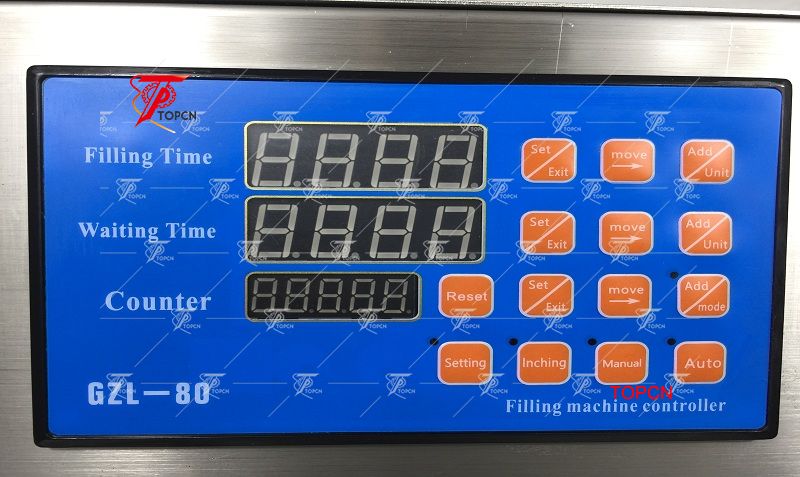 TOPCN
Filling Time
Set/Exit
move
Add/Unit
Waiting Time
Set/Exit
move
Add/Unit
Counter
Reset
Set/Exit
move
Add/mode
Setting
Inching
Manual
Auto
GZL-80
TOPCN
Filling machine controller